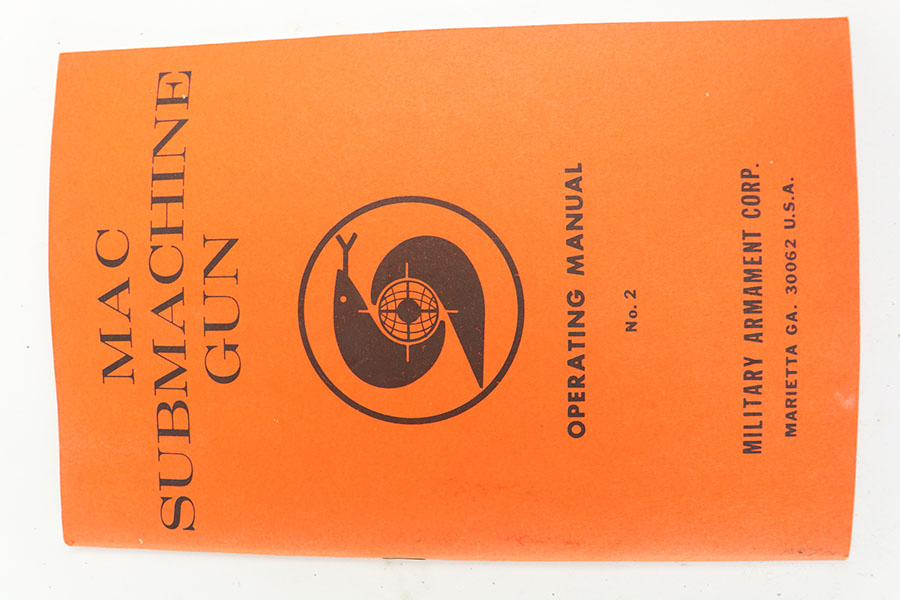 MAC
SUBMACHINE
GUN
OPERATING MANUAL
No. 2
MILITARY ARMAMENT CORP.
MARIETTA GA. 30062 U.S.A.